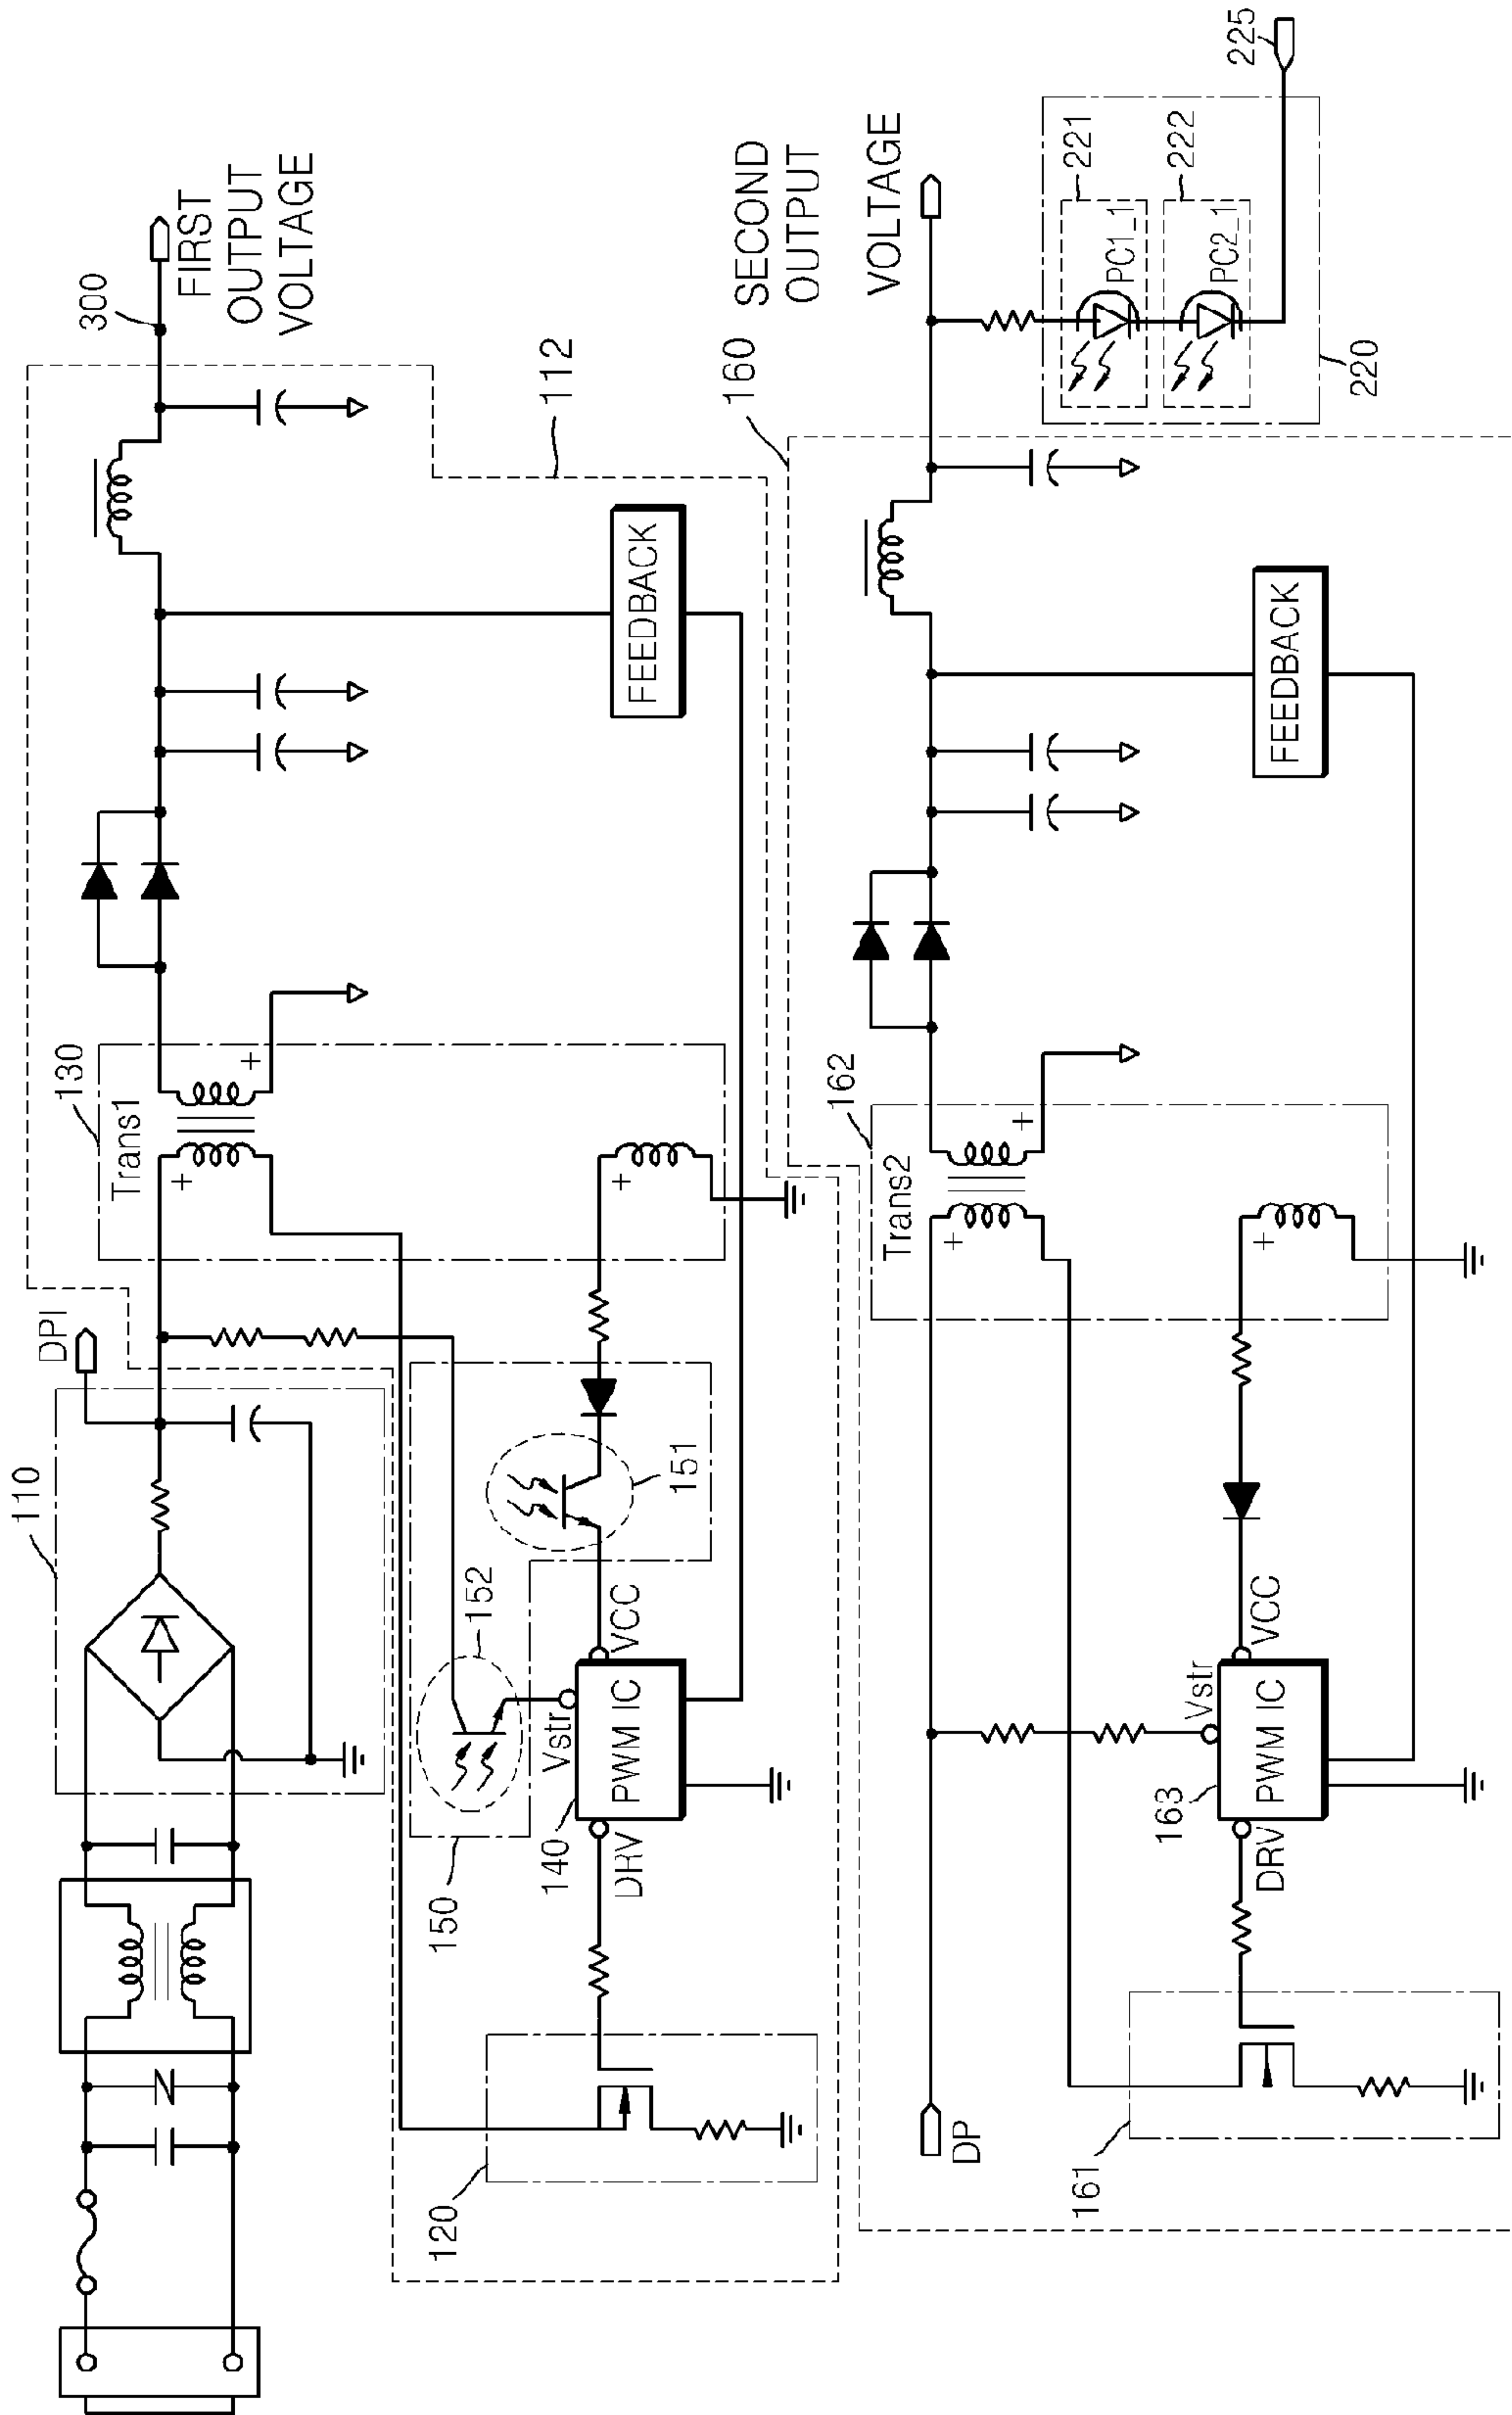 110
DPI
130
Trans1
300
FIRST
OUTPUT
VOLTAGE
112
FEEDBACK
152
151
150
Vstr
VCC
140
PWM IC
DRV
120
SECOND
OUTPUT
VOLTAGE
160
162
Trans2
221
PC1_1
222
PC2_1
220
225
FEEDBACK
Vstr
VCC
163
PWM IC
DRV
DP
161